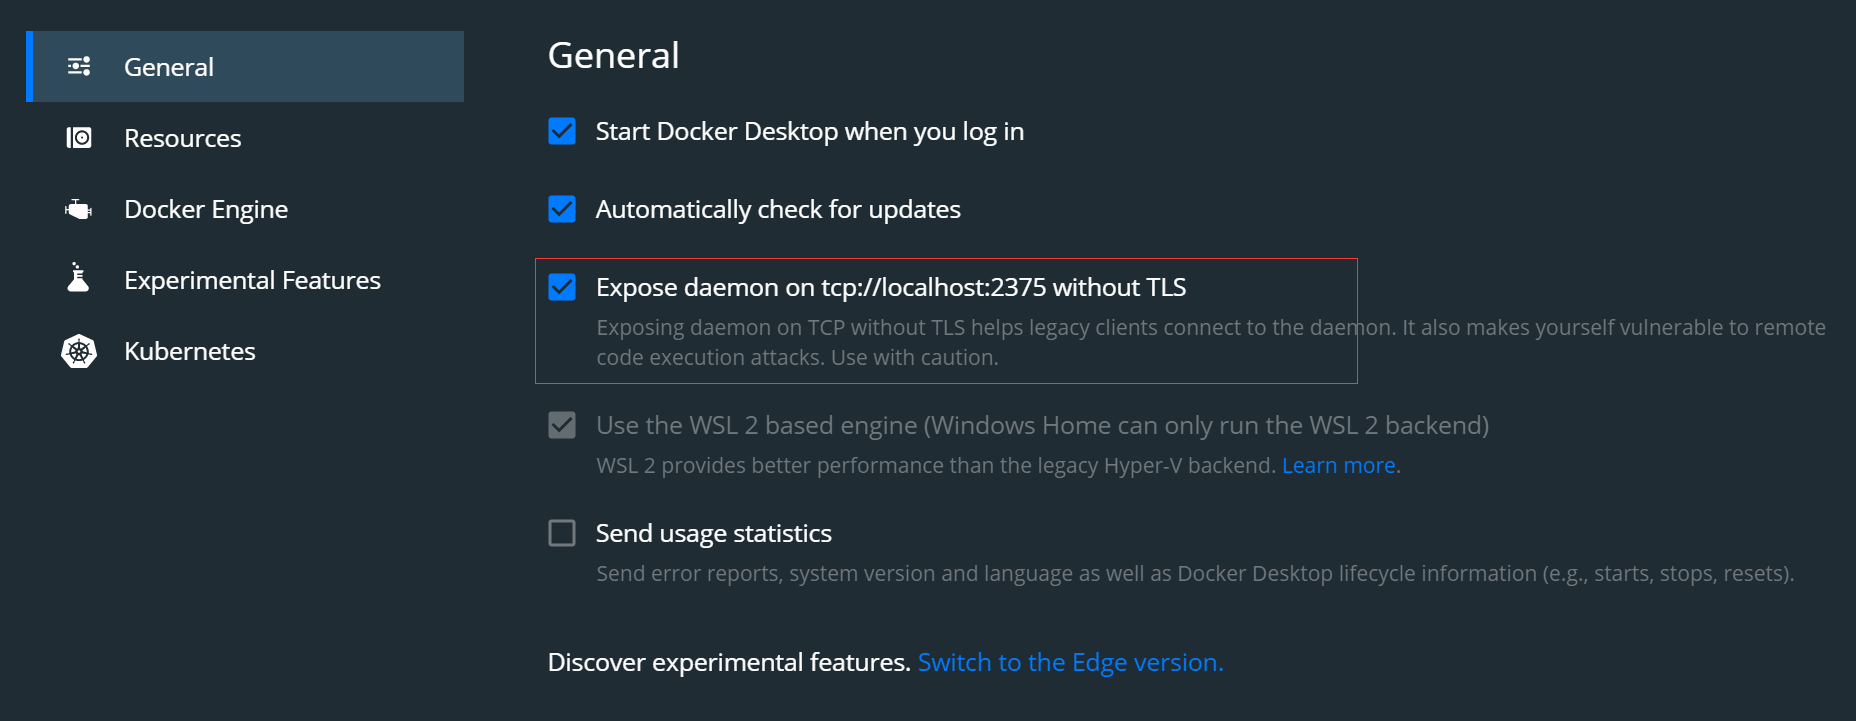 General
Resources
Docker Engine
Experimental Features
Kubernetes
General
Start Docker Desktop when you log in
Automatically check for updates
Expose daemon on tcp://localhost:2375 without TLS
Exposing daemon on TCP without TLS helps legacy clients connect to the daemon. It also makes yourself vulnerable to remote
code execution attacks. Use with caution.
Use the WSL 2 based engine (Windows Home can only run the WSL 2 backend)
WSL 2 provides better performance than the legacy Hyper-V backend. Learn more.
Send usage statistics
Send error reports, system version and language as well as Docker Desktop lifecycle information (e.g., starts, stops, resets).
Discover experimental features. Switch to the Edge version.